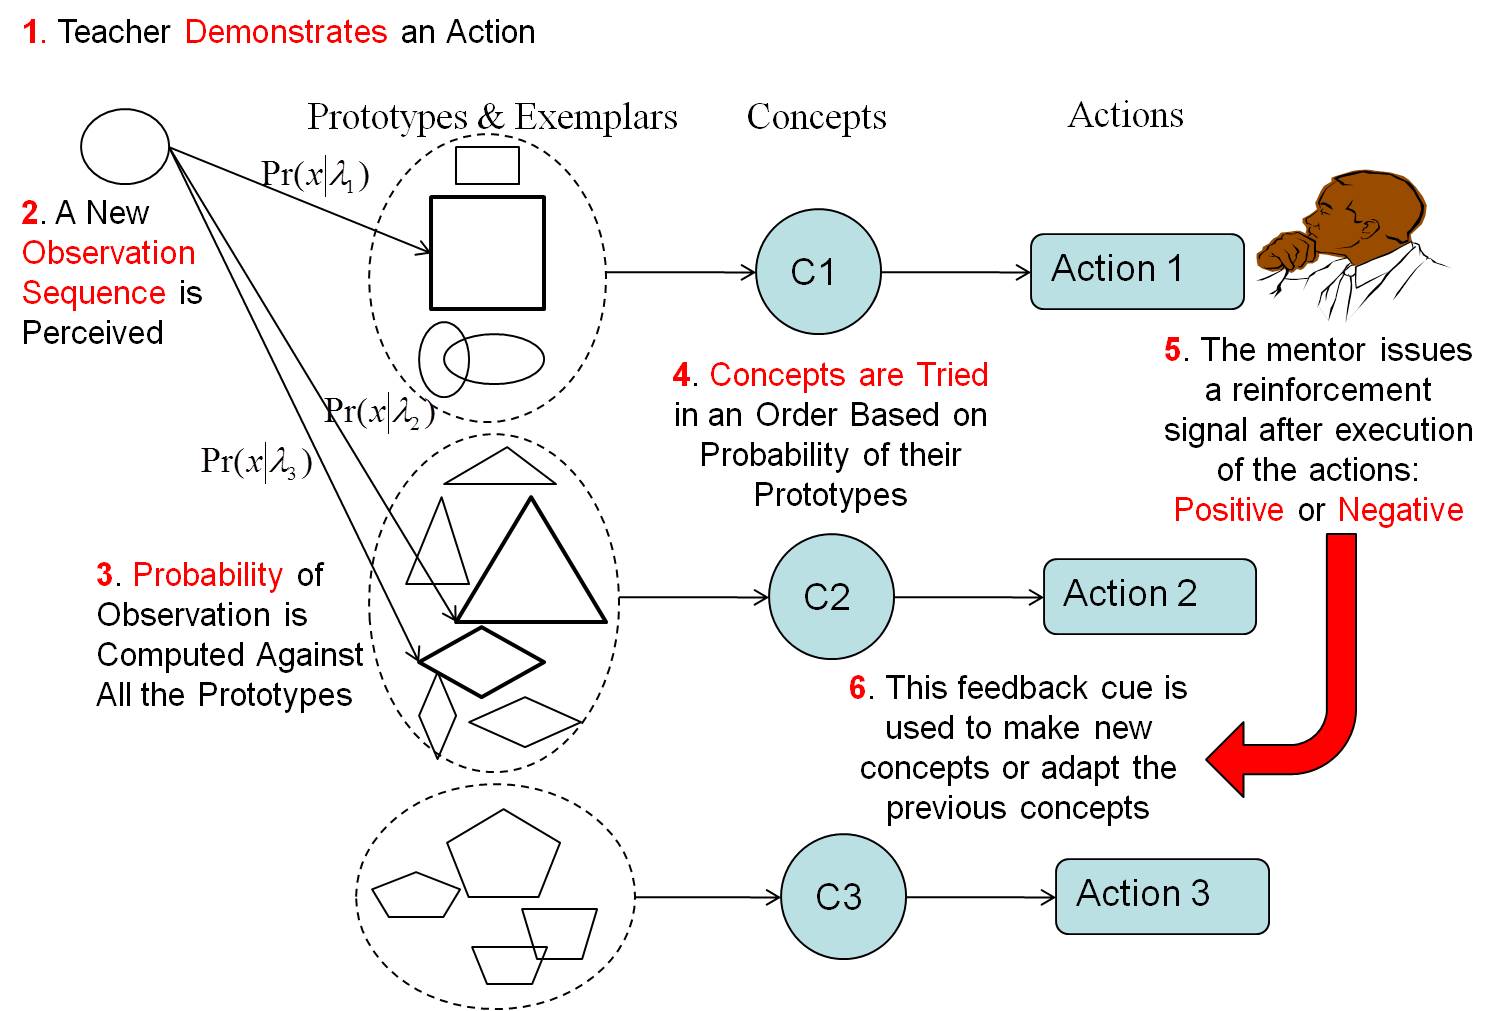 1. Teacher Demonstrates an Action
Prototypes & Exemplars
Concepts
Actions
Pr(x|λ₁)
2. A New
Observation
Sequence is
Perceived
C1
Action 1
5. The mentor issues
a reinforcement
signal after execution
of the actions:
Positive or Negative
4. Concepts are Tried
in an Order Based on
Probability of their
Prototypes
Pr(x|λ₂)
Pr(x|λ₃)
3. Probability of
Observation is
Computed Against
All the Prototypes
C2
Action 2
6. This feedback cue is
used to make new
concepts or adapt the
previous concepts
C3
Action 3